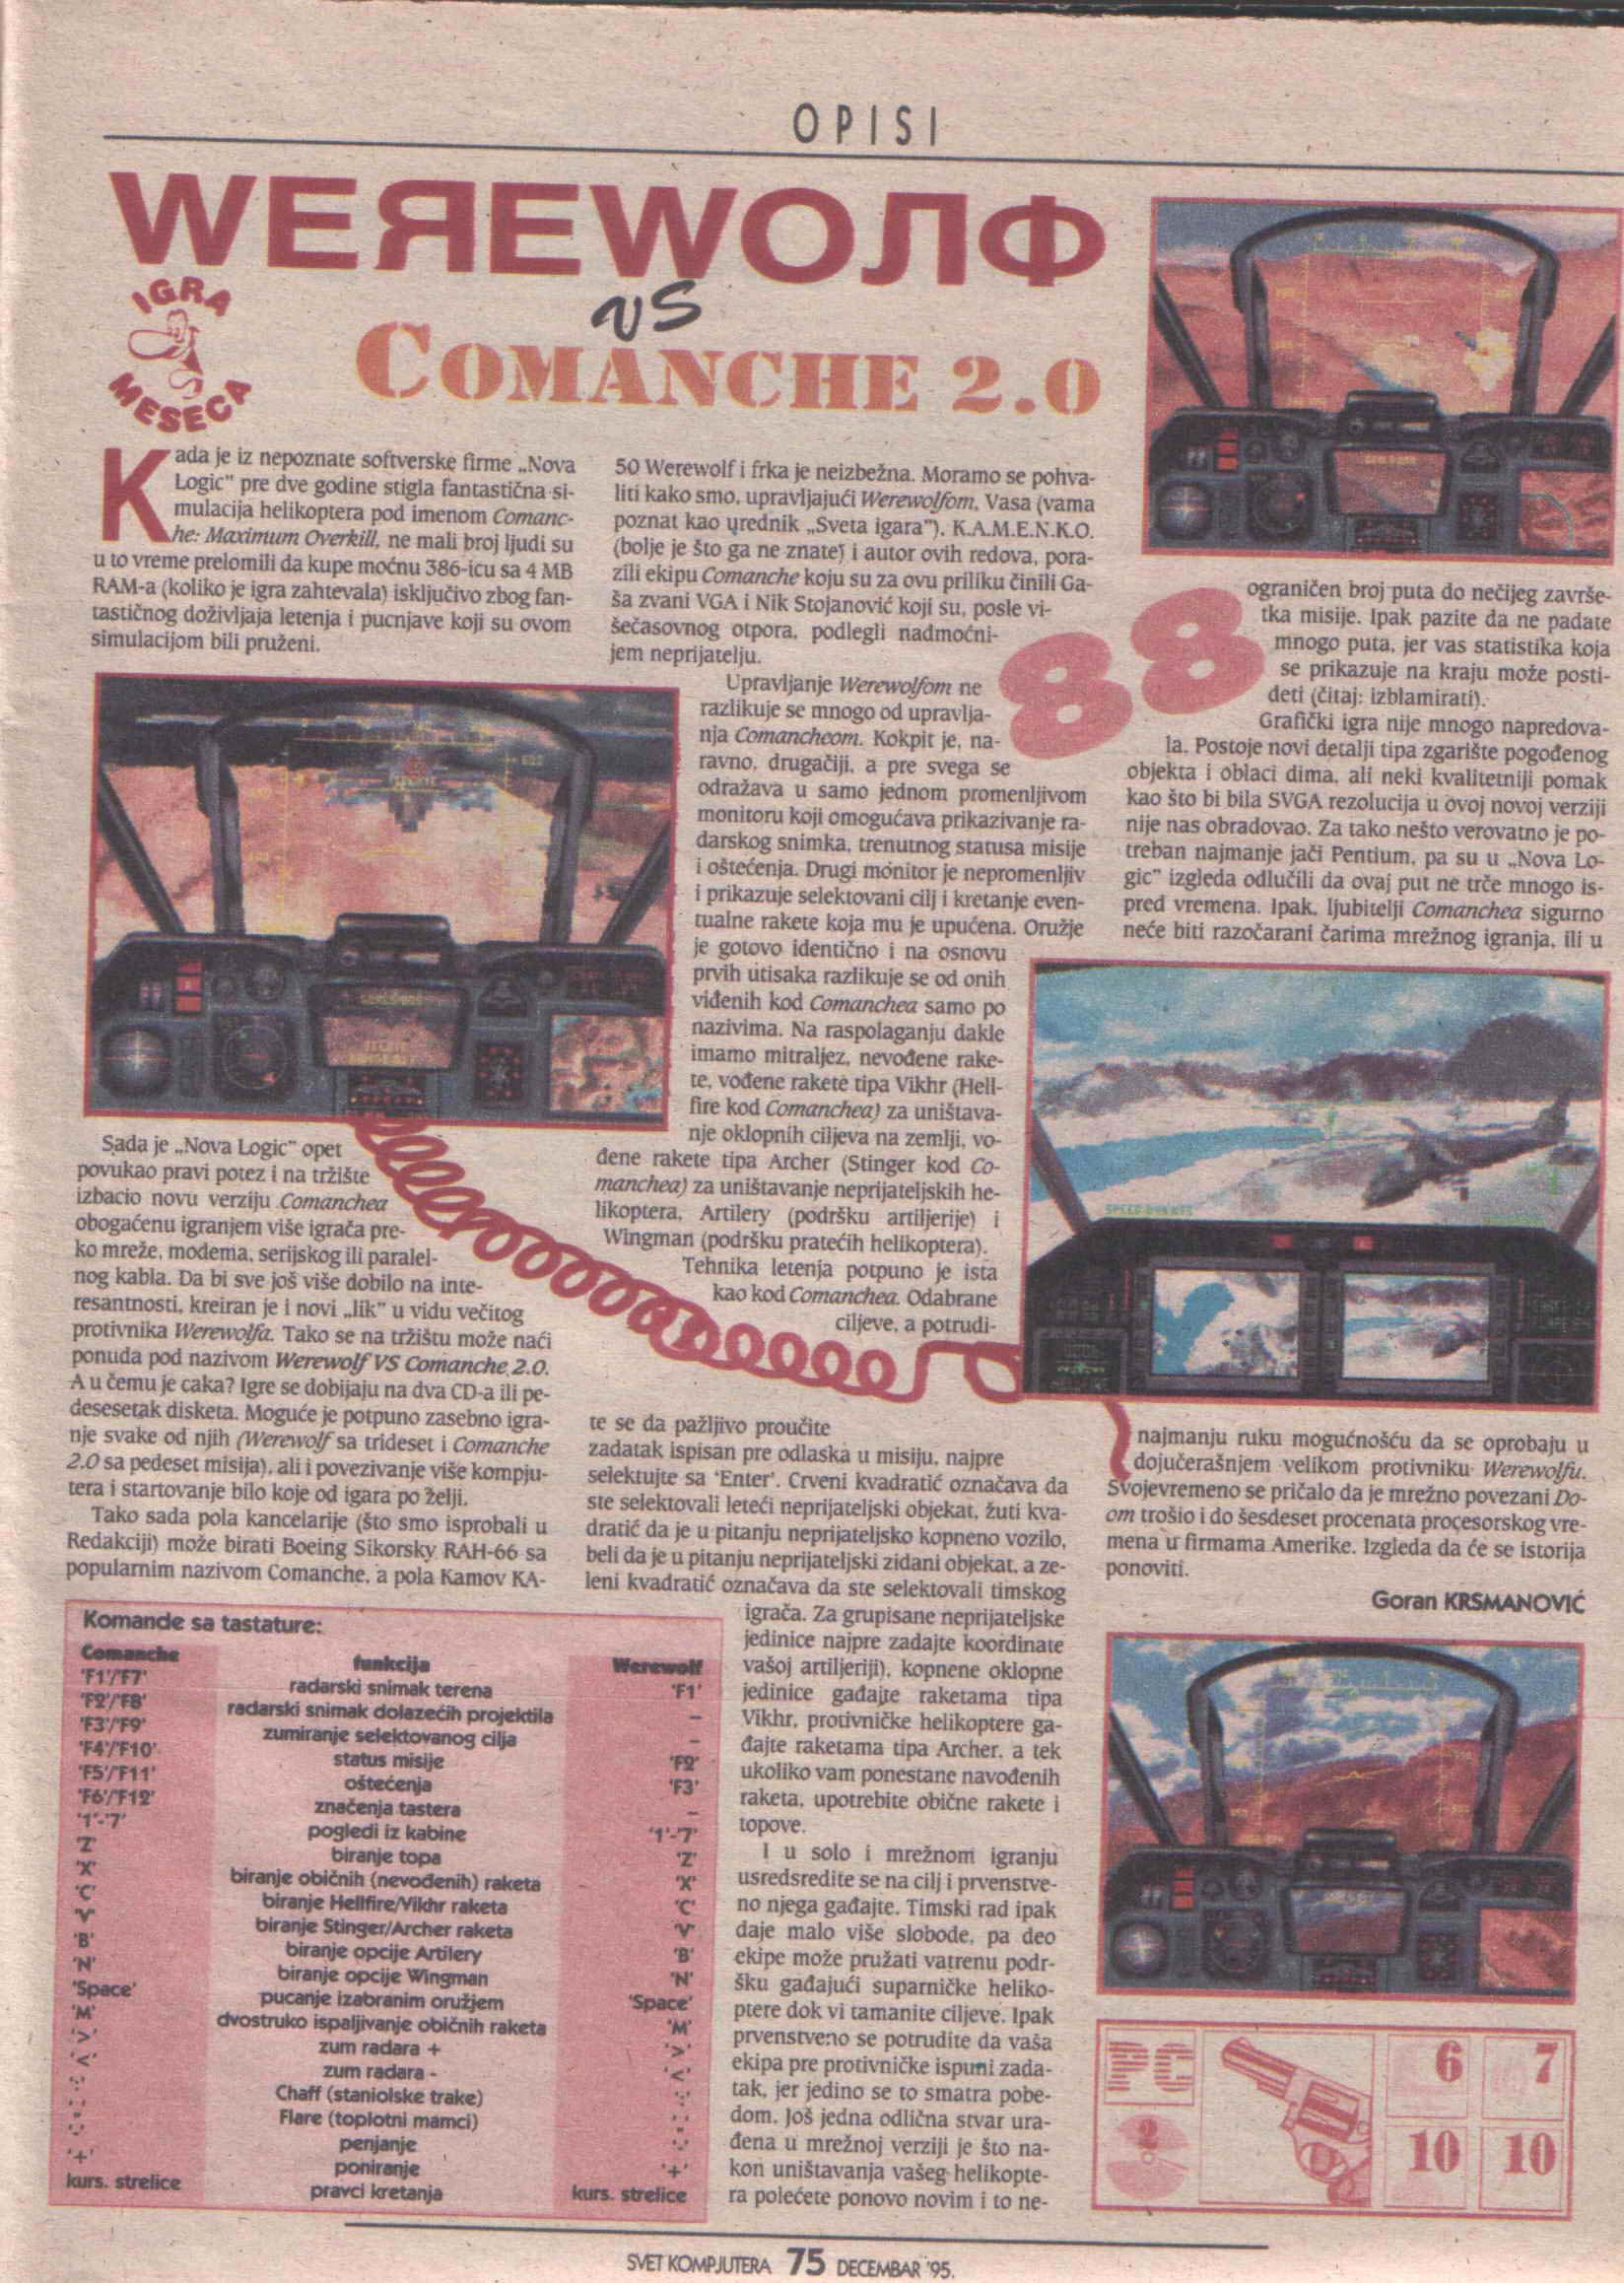 OPISI
WEЯEWOЛФ
vs
COMANCHE 2.0
IGRA
MESECA
Kada je iz nepoznate softverske firme „Nova
Logic" pre dve godine stigla fantastična si-
mulacija helikoptera pod imenom Comanc-
he: Maximum Overkill, ne mali broj ljudi su
u to vreme prelomili da kupe moćnu 386-icu sa 4 MB
RAM-a (koliko je igra zahtevala) isključivo zbog fan-
tastičnog doživljaja letenja i pucnjave koji su ovom
simulacijom bili pruženi.
Sada je „Nova Logic" opet
povukao pravi potez i na tržište
izbacio novu verziju Comanchea
obogaćenu igranjem više igrača pre-
ko mreže, modema, serijskog ili paralel-
nog kabla. Da bi sve još više dobilo na inte-
resantnosti, kreiran je i novi „lik" u vidu večitog
protivnika Werewolfa. Tako se na tržištu može naći
ponuda pod nazivom Werewolf VS Comanche 2.0.
A u čemu je caka? Igre se dobijaju na dva CD-a ili pe-
desesetak disketa. Moguće je potpuno zasebno igra-
nje svake od njih (Werewolf sa trideset i Comanche
2.0 sa pedeset misija), ali i povezivanje više kompju-
tera i startovanje bilo koje od igara po želji.
Tako sada pola kancelarije (što smo isprobali u
Redakciji) može birati Boeing Sikorsky RAH-66 sa
popularnim nazivom Comanche, a pola Kamov KA-
50 Werewolf i frka je neizbežna. Moramo se pohva-
liti kako smo, upravljajući Werewolfom, Vasa (vama
poznat kao urednik „Sveta igara"), K.A.M.E.N.K.O.
(bolje je što ga ne znate) i autor ovih redova, pora-
zili ekipu Comanche koju su za ovu priliku činili Ga-
ša zvani VGA i Nik Stojanović koji su, posle vi-
šečasovnog otpora, podlegli nadmoćni-
jem neprijatelju.
Upravljanje Werewolfom ne
razlikuje se mnogo od upravlja-
nja Comancheom. Kokpit je, na-
ravno, drugačiji, a pre svega se
odražava u samo jednom promenljivom
monitoru koji omogućava prikazivanje ra-
darskog snimka, trenutnog statusa misije
i oštećenja. Drugi monitor je nepromenljiv
i prikazuje selektovani cilj i kretanje even-
tualne rakete koja mu je upućena. Oružje
je gotovo identično i na osnovu
prvih utisaka razlikuje se od onih
viđenih kod Comanchea samo po
nazivima. Na raspolaganju dakle
imamo mitraljez, nevođene rake-
te, vođene rakete tipa Vikhr (Hell-
fire kod Comanchea) za uništava-
nje oklopnih ciljeva na zemlji, vo-
đene rakete tipa Archer (Stinger kod Co-
manchea) za uništavanje neprijateljskih he-
likoptera, Artilery (podršku artiljerije) i
Wingman (podršku pratećih helikoptera).
Tehnika letenja potpuno je ista
kao kod Comanchea. Odabrane
ciljeve, a potrudi-
te se da pažljivo proučite
zadatak ispisan pre odlaska u misiju, najpre
selektujte sa 'Enter'. Crveni kvadratić označava da
ste selektovali leteći neprijateljski objekat, žuti kva-
dratić da je u pitanju neprijateljsko kopneno vozilo,
beli da je u pitanju neprijateljski zidani objekat, a ze-
leni kvadratić označava da ste selektovali timskog
igrača. Za grupisane neprijateljske
jedinice najpre zadajte koordinate
vašoj artiljeriji), kopnene oklopne
jedinice gađajte raketama tipa
Vikhr, protivničke helikoptere ga-
đajte raketama tipa Archer, a tek
ukoliko vam ponestane navođenih
raketa, upotrebite obične rakete i
topove.
I u solo i mrežnom igranju
usredsredite se na cilj i prvenstve-
no njega gađajte. Timski rad ipak
daje malo više slobode, pa deo
ekipe može pružati vatrenu podr-
šku gađajući suparničke heliko-
ptere dok vi tamanite ciljeve. Ipak
prvenstveno se potrudite da vaša
ekipa pre protivničke ispuni zada-
tak, jer jedino se to smatra pobe-
dom. Još jedna odlična stvar ura-
đena u mrežnoj verziji je što na-
kon uništavanja vašeg helikopte-
ra polećete ponovo novim i to ne-
88
ograničen broj puta do nečijeg završe-
tka misije. Ipak pazite da ne padate
mnogo puta, jer vas statistika koja
se prikazuje na kraju može posti-
deti (čitaj: izblamirati).
Grafički igra nije mnogo napredova-
la. Postoje novi detalji tipa zgarište pogođenog
objekta i oblaci dima, ali neki kvalitetniji pomak
kao što bi bila SVGA rezolucija u ovoj novoj verziji
nije nas obradovao. Za tako nešto verovatno je po-
treban najmanje jači Pentium, pa su u „Nova Lo-
gic" izgleda odlučili da ovaj put ne trče mnogo is-
pred vremena. Ipak, ljubitelji Comanchea sigurno
neće biti razočarani čarima mrežnog igranja, ili u
najmanju ruku mogućnošću da se oprobaju u
dojučerašnjem velikom protivniku Werewolfu.
Svojevremeno se pričalo da je mrežno povezani Do-
om trošio i do šesdeset procenata procesorskog vre-
mena u firmama Amerike. Izgleda da će se istorija
ponoviti.
Goran KRSMANOVIĆ
Komande sa tastature:
Comanche funkcija Werewolf
'F1'/'F7' radarski snimak terena 'F1'
'F2'/'F8' radarski snimak dolazećih projektila –
'F3'/'F9' zumiranje selektovanog cilja –
'F4'/'F10' status misije 'F2'
'F5'/'F11' oštećenja 'F3'
'F6'/'F12' značenja tastera –
'1'-'7' pogledi iz kabine '1'-'7'
'Z' biranje topa 'Z'
'X' biranje običnih (nevođenih) raketa 'X'
'C' biranje Hellfire/Vikhr raketa 'C'
'V' biranje Stinger/Archer raketa 'V'
'B' biranje opcije Artilery 'B'
'N' biranje opcije Wingman 'N'
'Space' pucanje izabranim oružjem 'Space'
'M' dvostruko ispaljivanje običnih raketa 'M'
'>' zum radara + '>'
'<' zum radara - '<'
Chaff (staniolske trake)
Flare (toplotni mamci)
penjanje
'+' poniranje '+'
kurs. strelice pravci kretanja kurs. strelice
PC
2
6 7
10 10
SVET KOMPJUTERA 75 DECEMBAR '95.